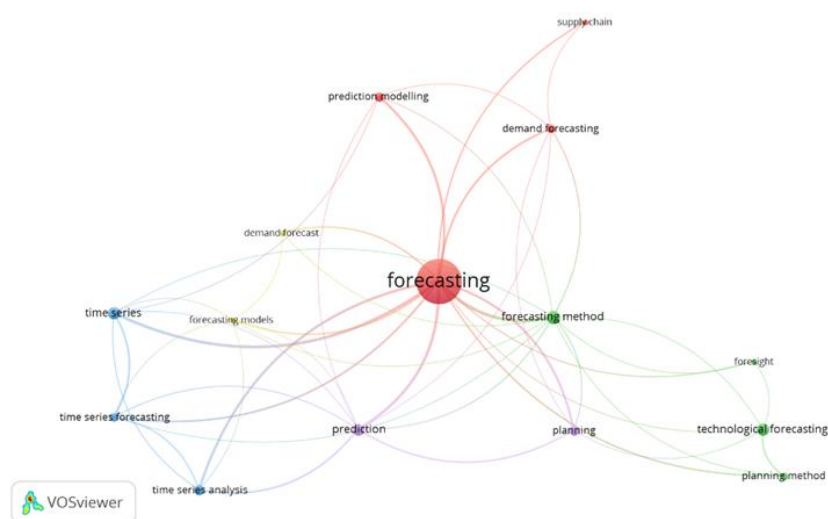 supply chain
prediction modelling
demand forecasting
demand forecast
forecasting
time series
forecasting models
forecasting method
foresight
time series forecasting
prediction
planning
technological forecasting
time series analysis
planning method
VOSviewer